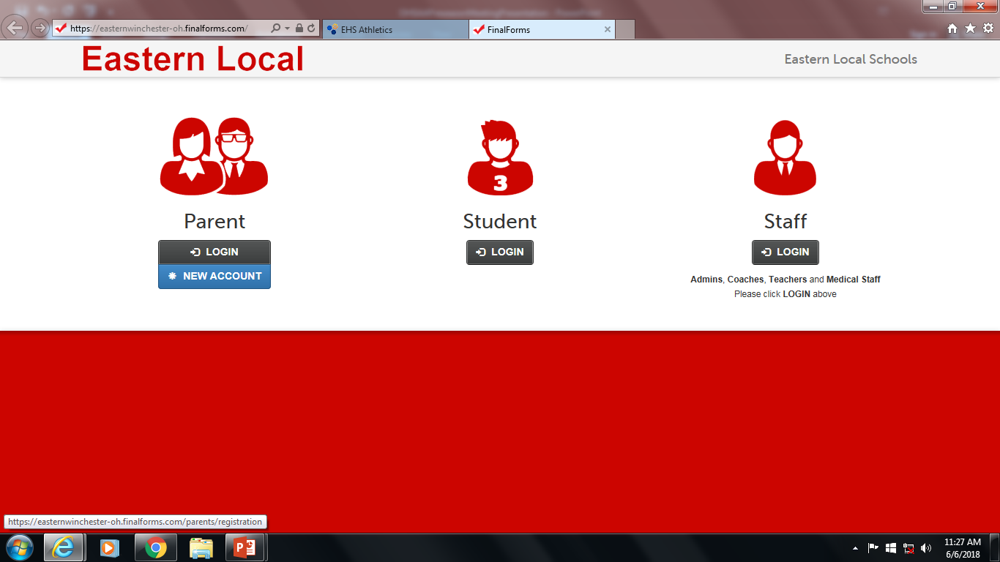 https://easternwinchester-oh.finalforms.com/
EHS Athletics
FinalForms
Eastern Local
Eastern Local Schools
3
Parent
Student
Staff
LOGIN
LOGIN
LOGIN
NEW ACCOUNT
Admins, Coaches, Teachers and Medical Staff
Please click LOGIN above
https://easternwinchester-oh.finalforms.com/parents/registration
11:27 AM
6/6/2018